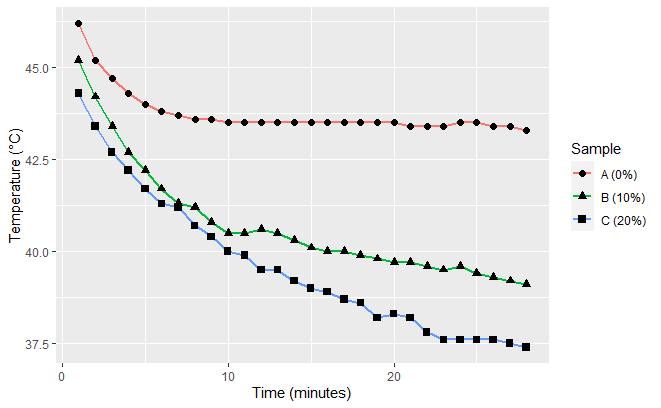 45.0
42.5
40.0
37.5
Temperature (°C)
0
10
20
Time (minutes)
Sample
A (0%)
B (10%)
C (20%)